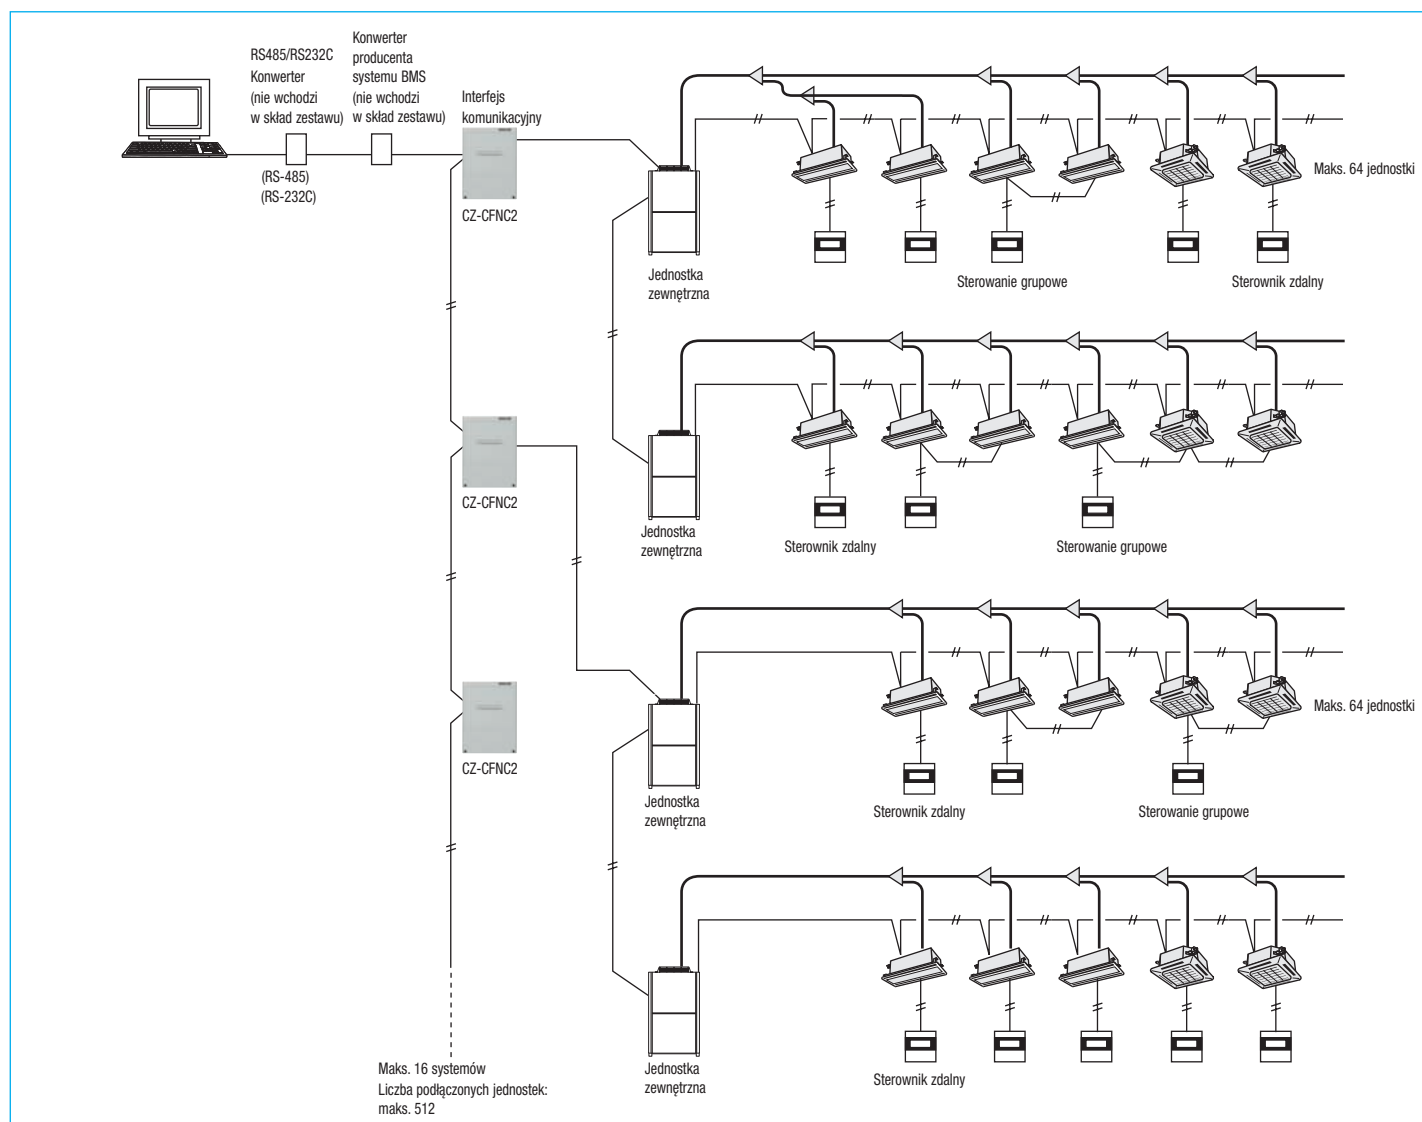 RS485/RS232C
Konwerter
(nie wchodzi
w skład zestawu)
Konwerter
producenta
systemu BMS
(nie wchodzi
w skład zestawu)
Interfejs
komunikacyjny
(RS-485)
(RS-232C)
CZ-CFNC2
Maks. 64 jednostki
Jednostka
zewnętrzna
Sterowanie grupowe
Sterownik zdalny
CZ-CFNC2
Jednostka
zewnętrzna
Sterownik zdalny
Sterowanie grupowe
Maks. 64 jednostki
CZ-CFNC2
Jednostka
zewnętrzna
Sterownik zdalny
Sterowanie grupowe
Maks. 16 systemów
Liczba podłączonych jednostek:
maks. 512
Jednostka
zewnętrzna
Sterownik zdalny